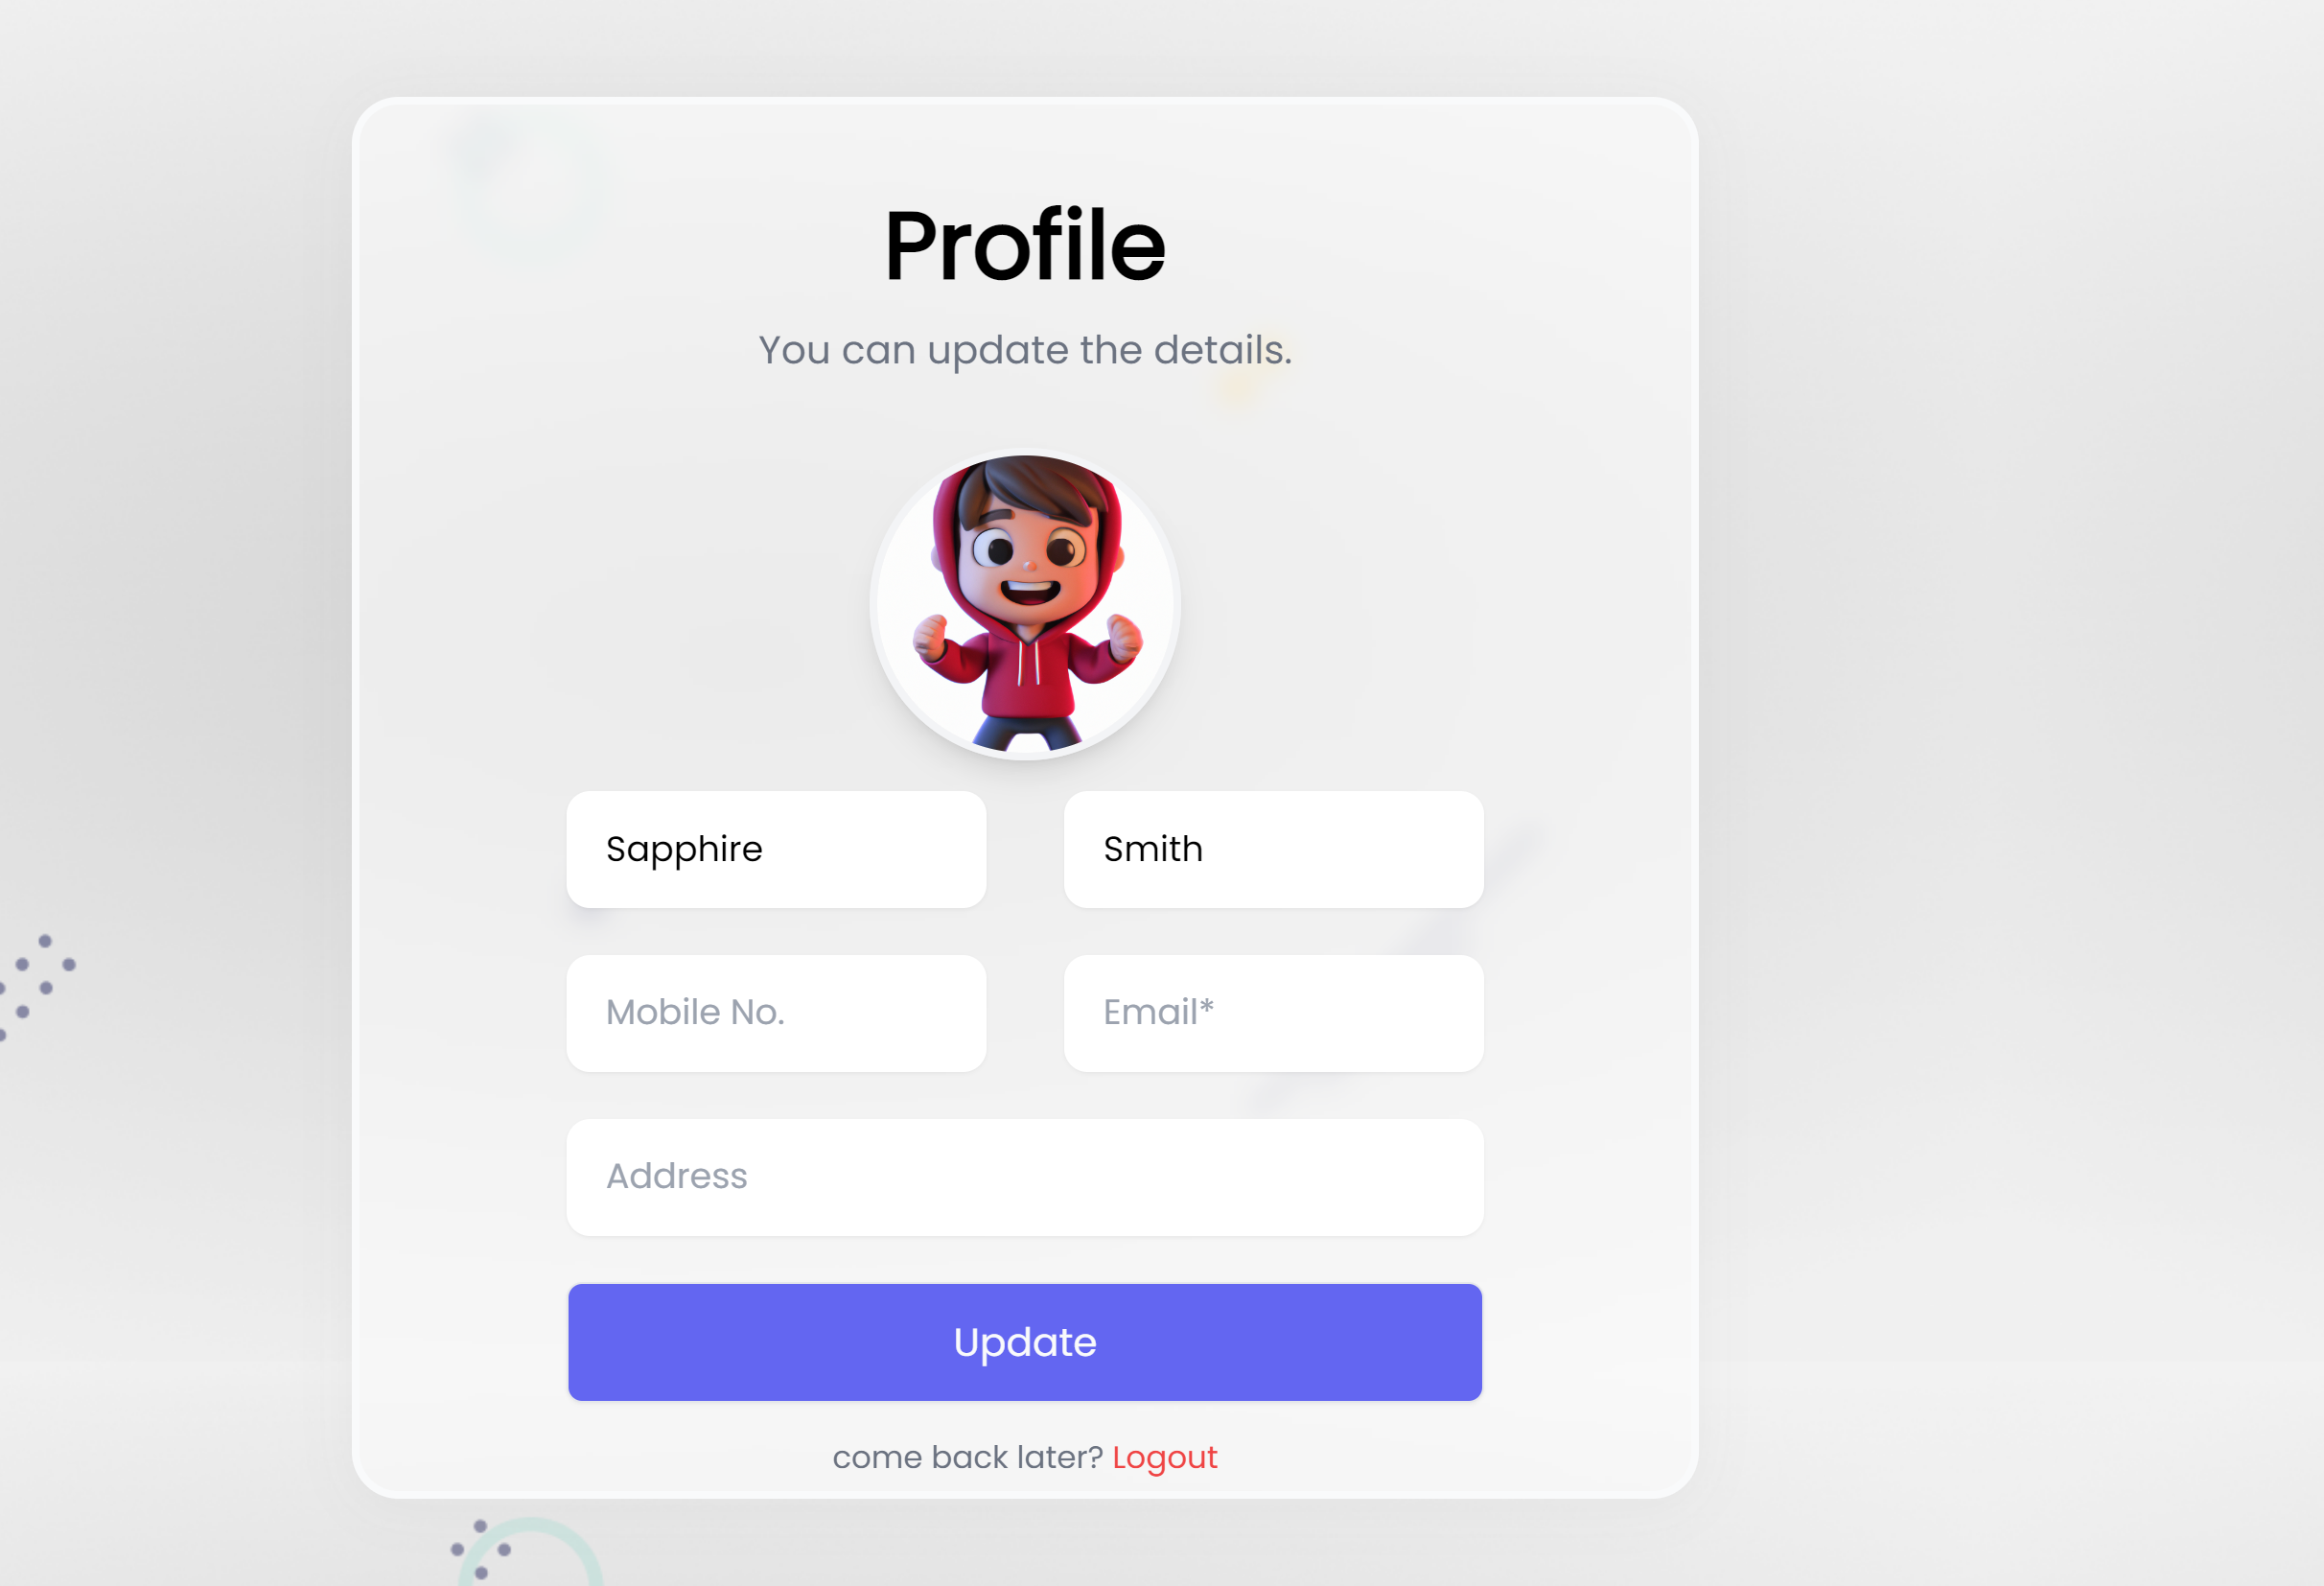 Profile
You can update the details.
Sapphire
Smith
Mobile No.
Email*
Address
Update
come back later? Logout